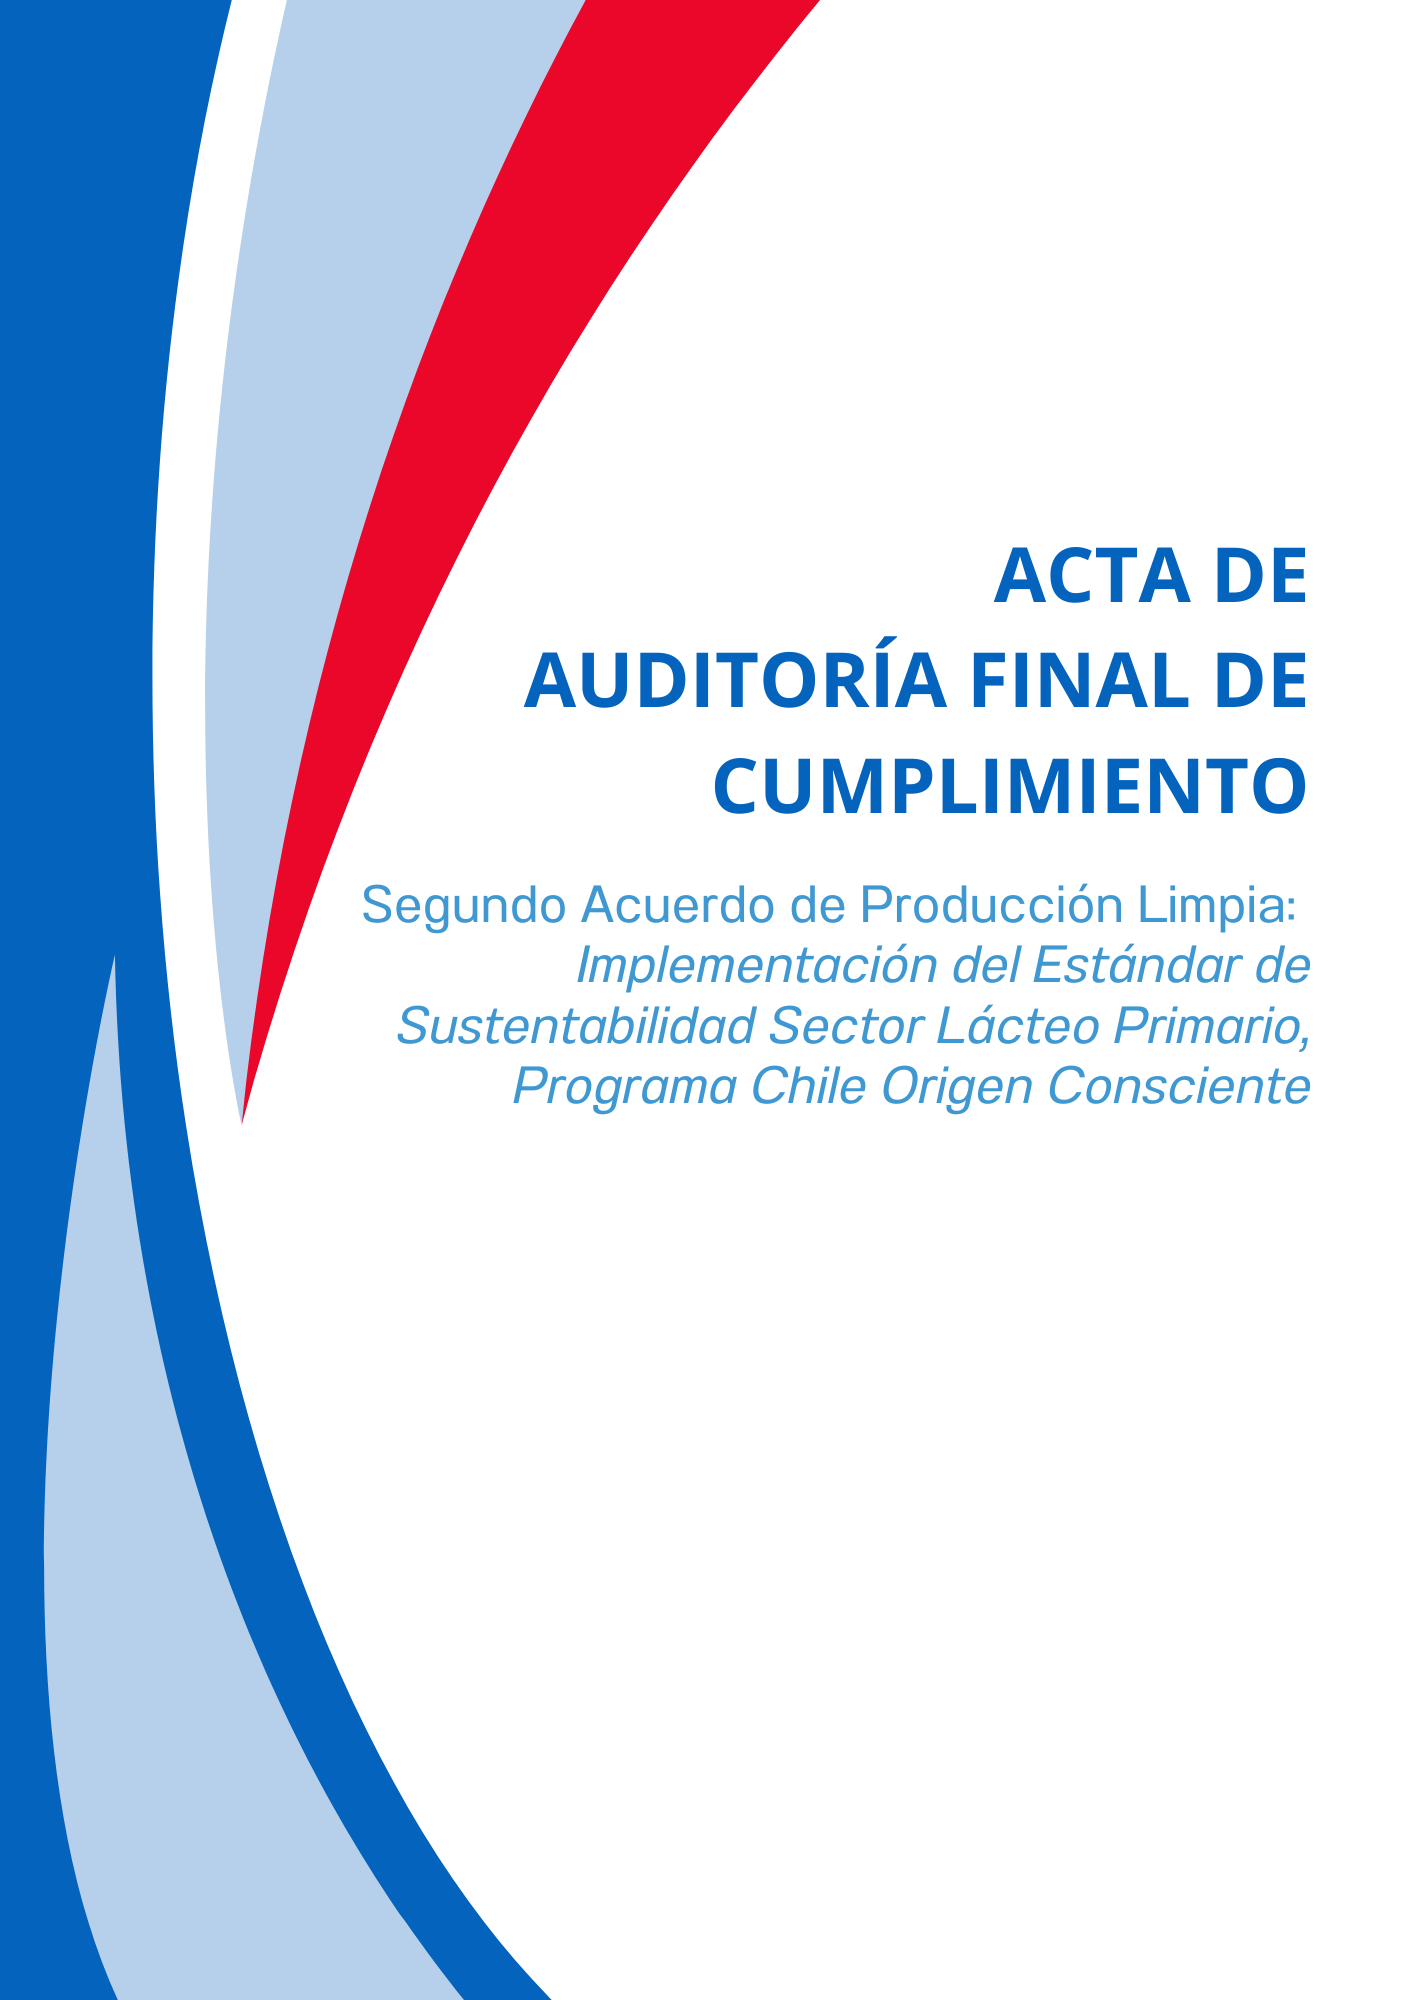 ACTA DE
AUDITORÍA FINAL DE
CUMPLIMIENTO
Segundo Acuerdo de Producción Limpia:
Implementación del Estándar de
Sustentabilidad Sector Lácteo Primario,
Programa Chile Origen Consciente